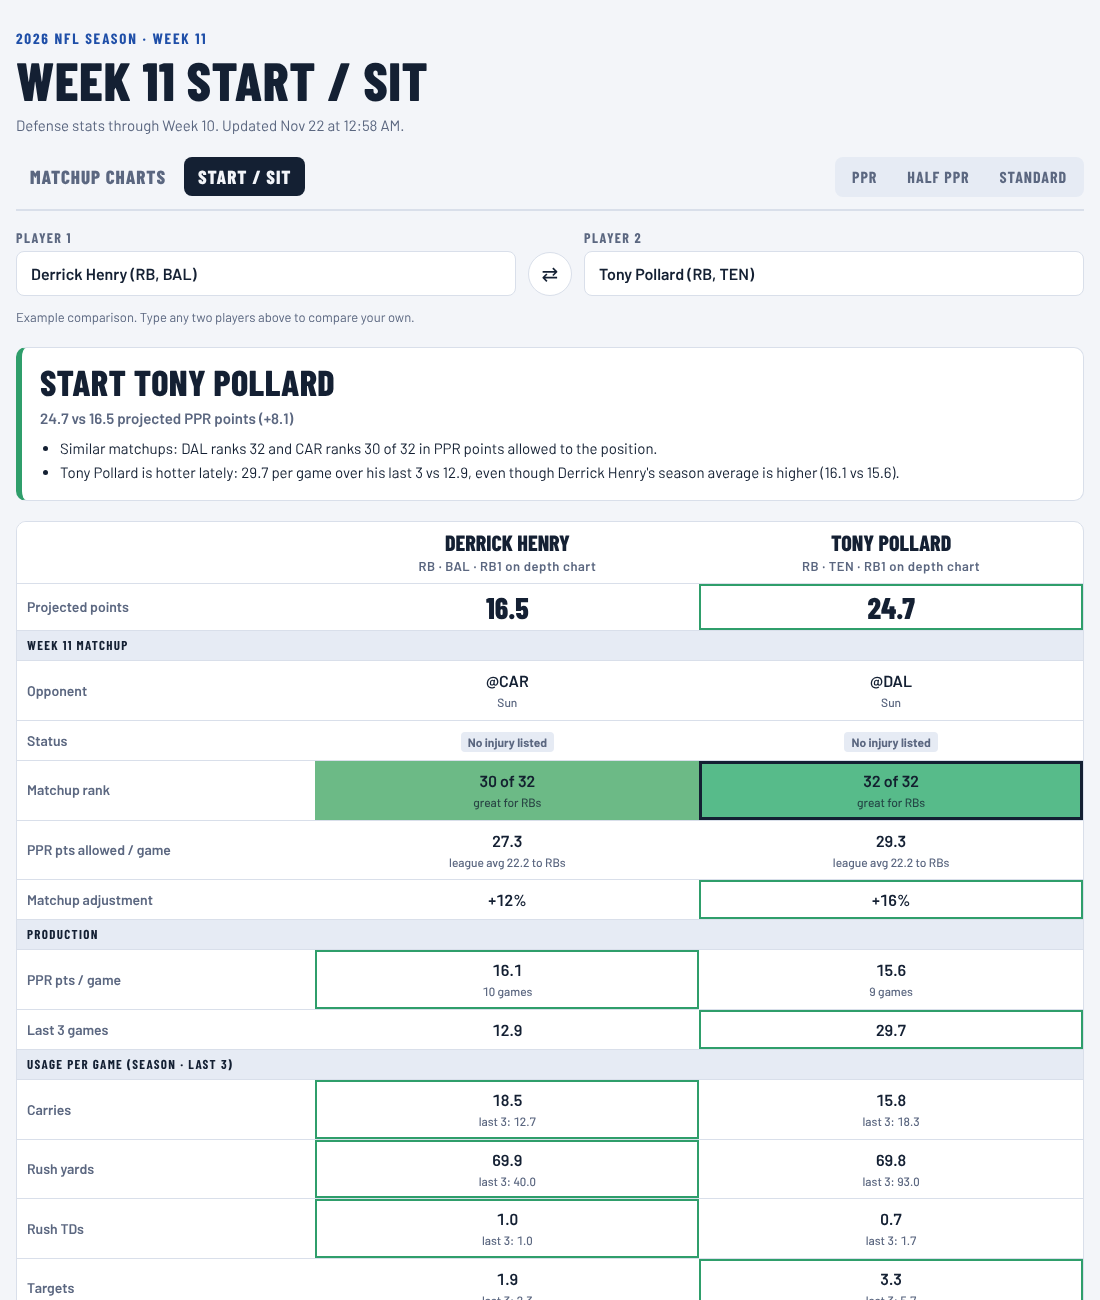 2026 NFL SEASON · WEEK 11
WEEK 11 START / SIT
Defense stats through Week 10. Updated Nov 22 at 12:58 AM.
MATCHUP CHARTS START / SIT PPR HALF PPR STANDARD
PLAYER 1 PLAYER 2
Derrick Henry (RB, BAL) ⇄ Tony Pollard (RB, TEN)
Example comparison. Type any two players above to compare your own.
START TONY POLLARD
24.7 vs 16.5 projected PPR points (+8.1)
• Similar matchups: DAL ranks 32 and CAR ranks 30 of 32 in PPR points allowed to the position.
• Tony Pollard is hotter lately: 29.7 per game over his last 3 vs 12.9, even though Derrick Henry's season average is higher (16.1 vs 15.6).
DERRICK HENRY TONY POLLARD
RB · BAL · RB1 on depth chart RB · TEN · RB1 on depth chart
Projected points 16.5 24.7
WEEK 11 MATCHUP
Opponent @CAR @DAL
Sun Sun
Status No injury listed No injury listed
Matchup rank 30 of 32 32 of 32
great for RBs great for RBs
PPR pts allowed / game 27.3 29.3
league avg 22.2 to RBs league avg 22.2 to RBs
Matchup adjustment +12% +16%
PRODUCTION
PPR pts / game 16.1 15.6
10 games 9 games
Last 3 games 12.9 29.7
USAGE PER GAME (SEASON · LAST 3)
Carries 18.5 15.8
last 3: 12.7 last 3: 18.3
Rush yards 69.9 69.8
last 3: 40.0 last 3: 93.0
Rush TDs 1.0 0.7
last 3: 1.0 last 3: 1.7
Targets 1.9 3.3